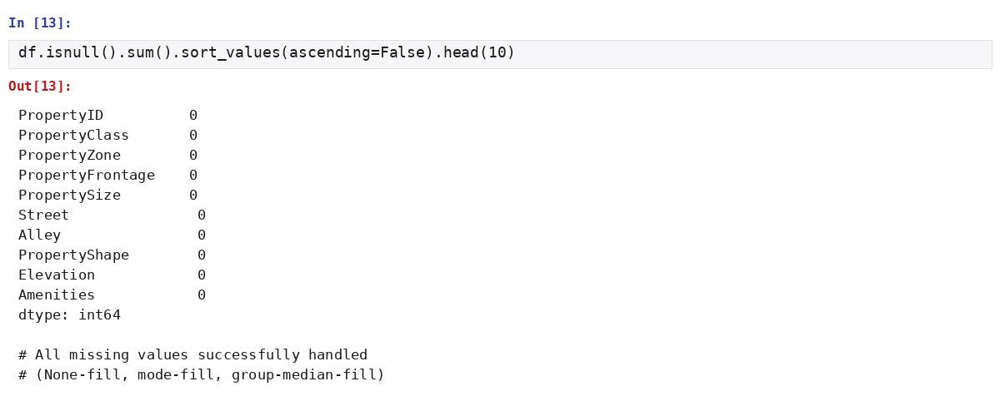 In [13]:
df.isnull().sum().sort_values(ascending=False).head(10)
Out[13]:
PropertyID          0
PropertyClass       0
PropertyZone        0
PropertyFrontage    0
PropertySize        0
Street               0
Alley                0
PropertyShape        0
Elevation            0
Amenities            0
dtype: int64
# All missing values successfully handled
# (None-fill, mode-fill, group-median-fill)